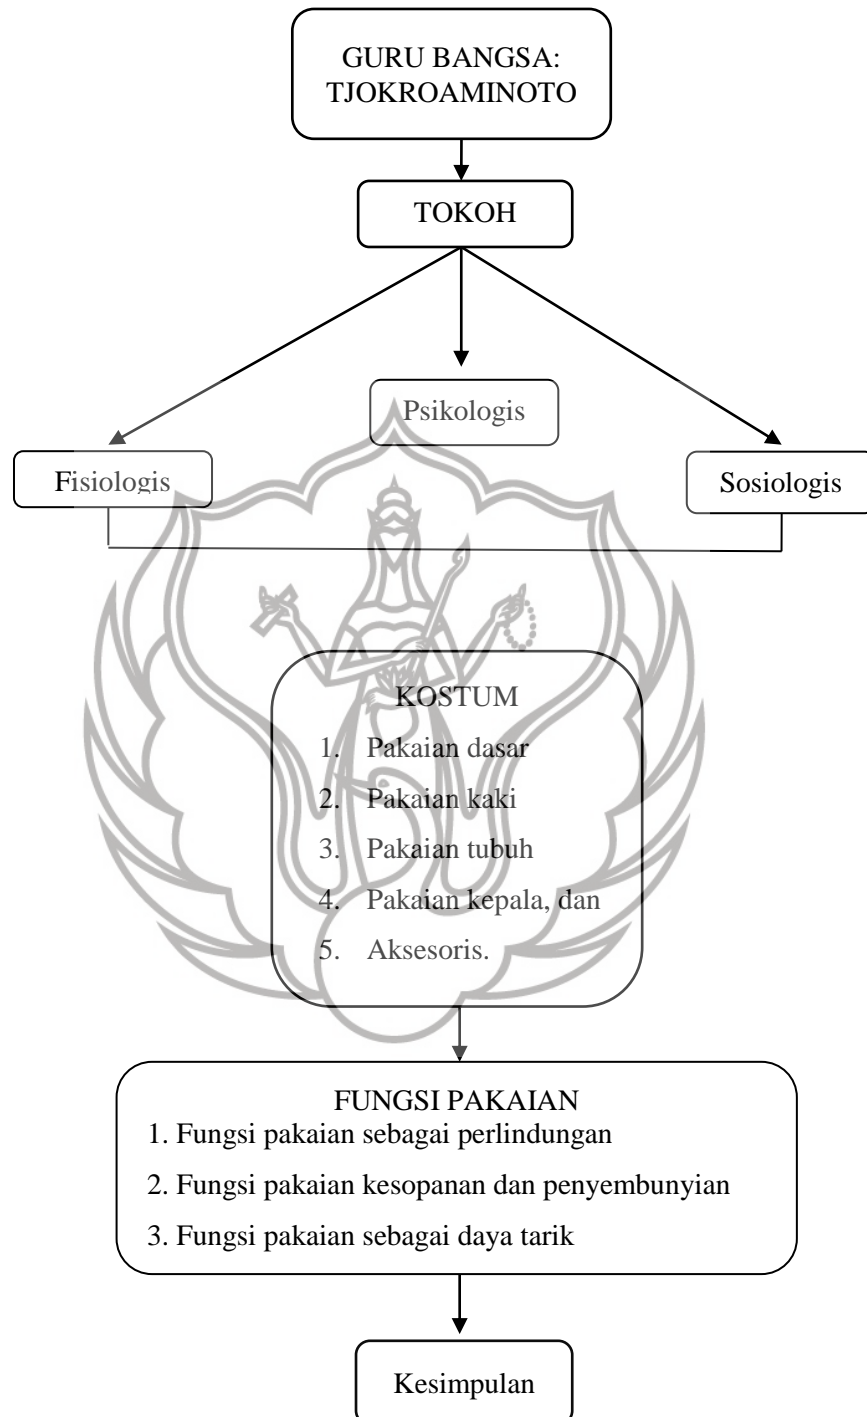 GURU BANGSA:
TJOKROAMINOTO
TOKOH
Psikologis
Fisiologis
Sosiologis
KOSTUM
1. Pakaian dasar
2. Pakaian kaki
3. Pakaian tubuh
4. Pakaian kepala, dan
5. Aksesoris.
FUNGSI PAKAIAN
1. Fungsi pakaian sebagai perlindungan
2. Fungsi pakaian kesopanan dan penyembunyian
3. Fungsi pakaian sebagai daya tarik
Kesimpulan